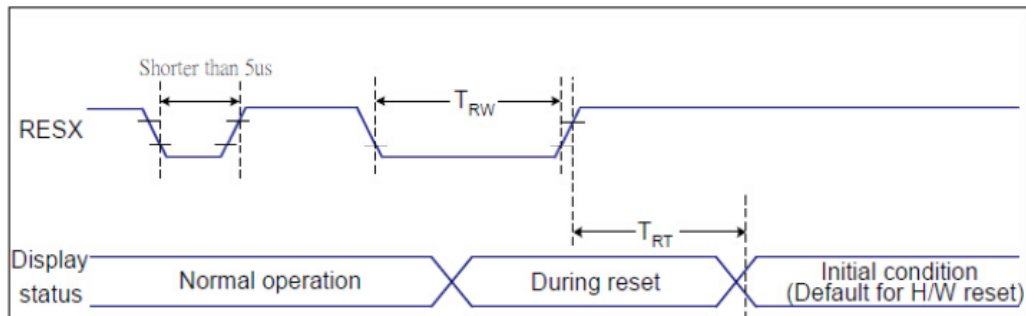 Shorter than 5us
RESX
TRW
TRT
Display
status
Normal operation
During reset
Initial condition
(Default for H/W reset)